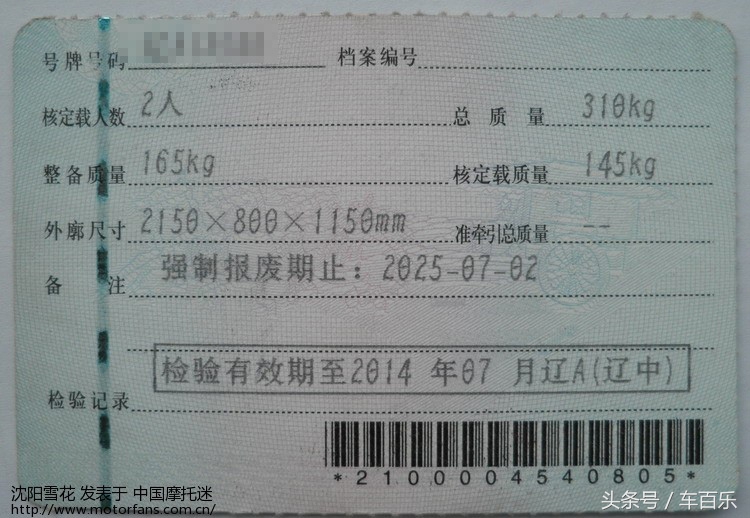 号牌号码 档案编号
核定载人数 2人 总质量 310kg
整备质量 165kg 核定载质量 145kg
外廓尺寸 2150×800×1150mm 准牵引总质量 --
备注 强制报废期止：2025-07-02
检验有效期至2014 年07 月辽A(辽中)
检验记录
*2100004540805*
沈阳雪花 发表于 中国摩托迷
www.motorfans.com.cn/
头条号 / 车百乐